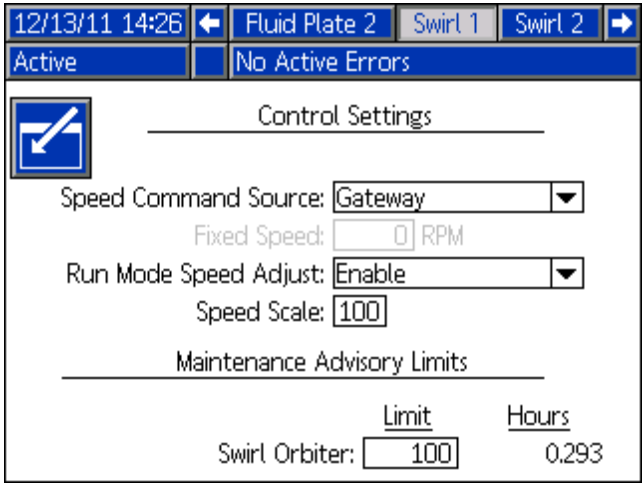 12/13/11 14:26 Fluid Plate 2 Swirl 1 Swirl 2
Active No Active Errors
Control Settings
Speed Command Source: Gateway
Fixed Speed: 0 RPM
Run Mode Speed Adjust: Enable
Speed Scale: 100
Maintenance Advisory Limits
Limit Hours
Swirl Orbiter: 100 0.293